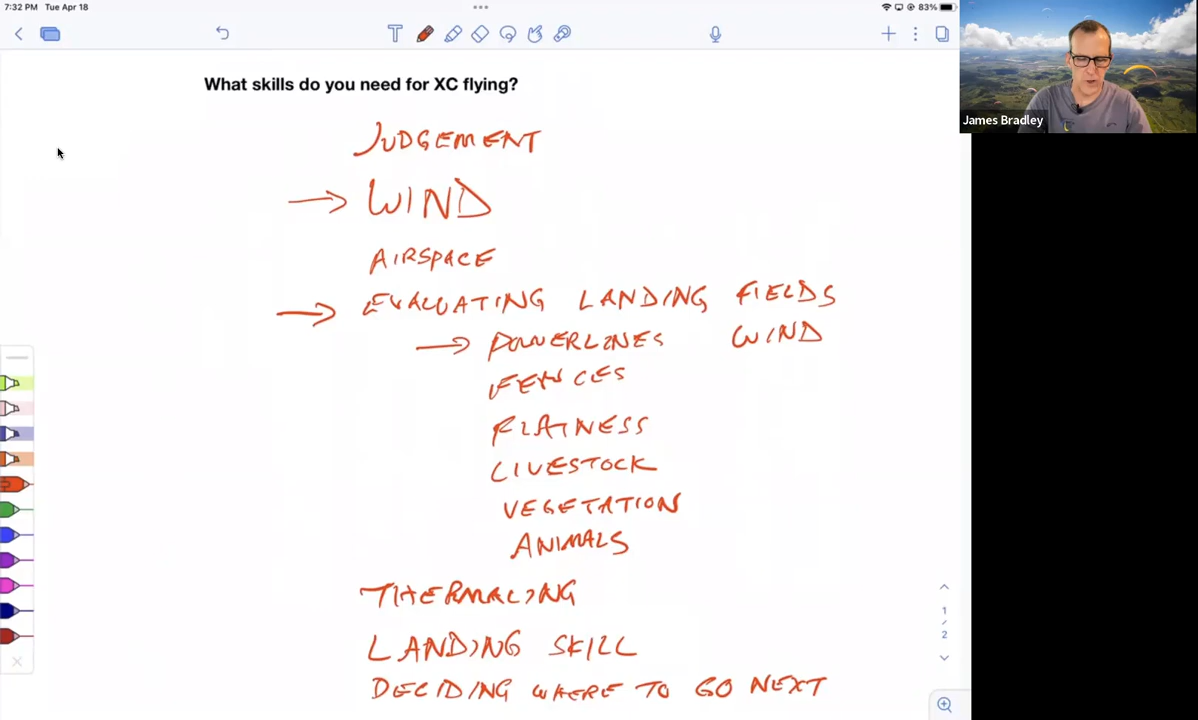 7:32 PM Tue Apr 18
83%
T
James Bradley
What skills do you need for XC flying?
JUDGEMENT
→ WIND
AIRSPACE
→ EVALUATING LANDING FIELDS
→ POWERLINES WIND
FENCES
FLATNESS
LIVESTOCK
VEGETATION
ANIMALS
THERMALING
LANDING SKILL
DECIDING WHERE TO GO NEXT
1
/
2